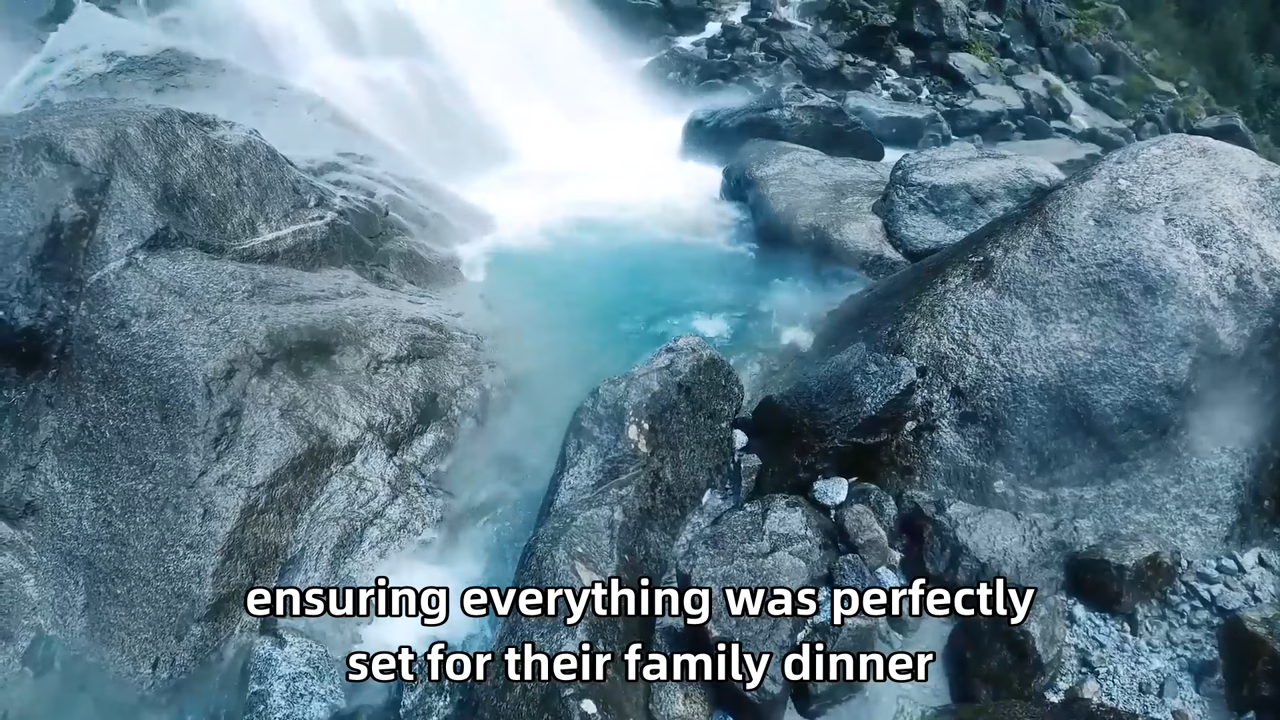 ensuring everything was perfectly
set for their family dinner